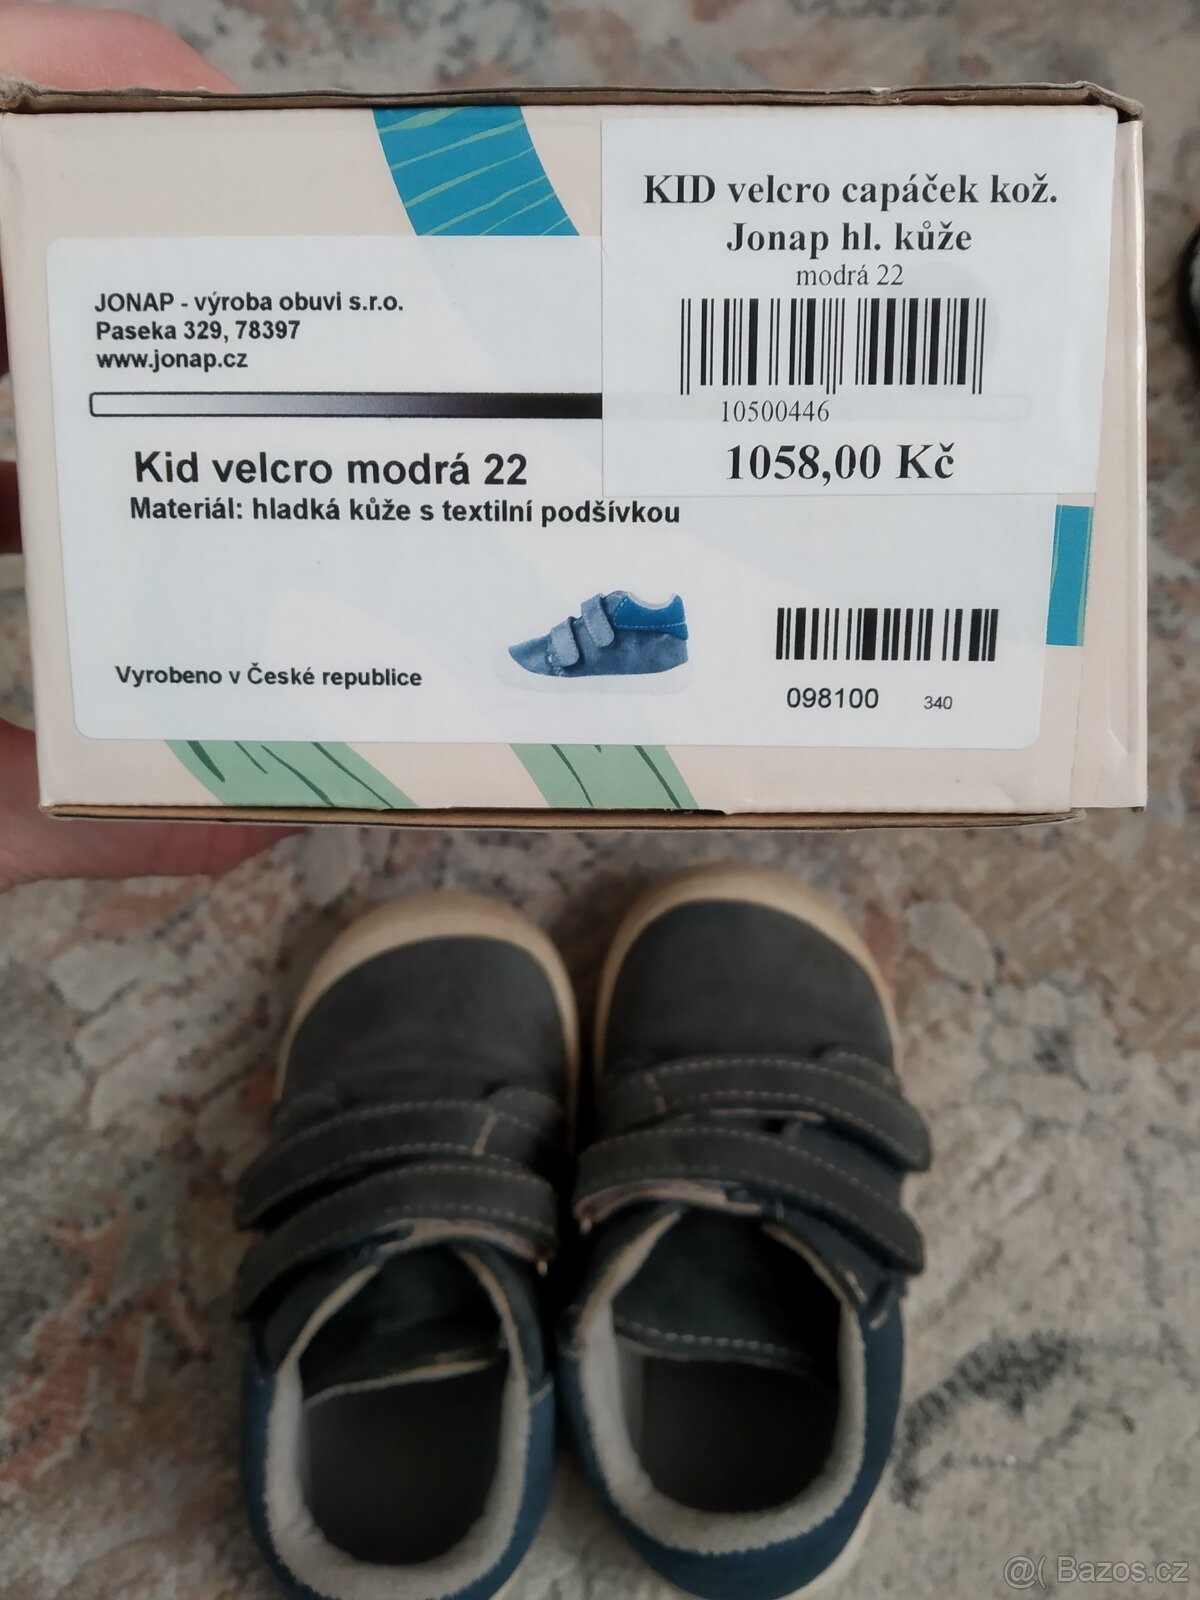 KID velcro capáček kož.
Jonap hl. kůže
modrá 22
10500446
1058,00 Kč
JONAP - výroba obuvi s.r.o.
Paseka 329, 78397
www.jonap.cz
Kid velcro modrá 22
Materiál: hladká kůže s textilní podšívkou
Vyrobeno v České republice
098100 340
@( Bazos.cz